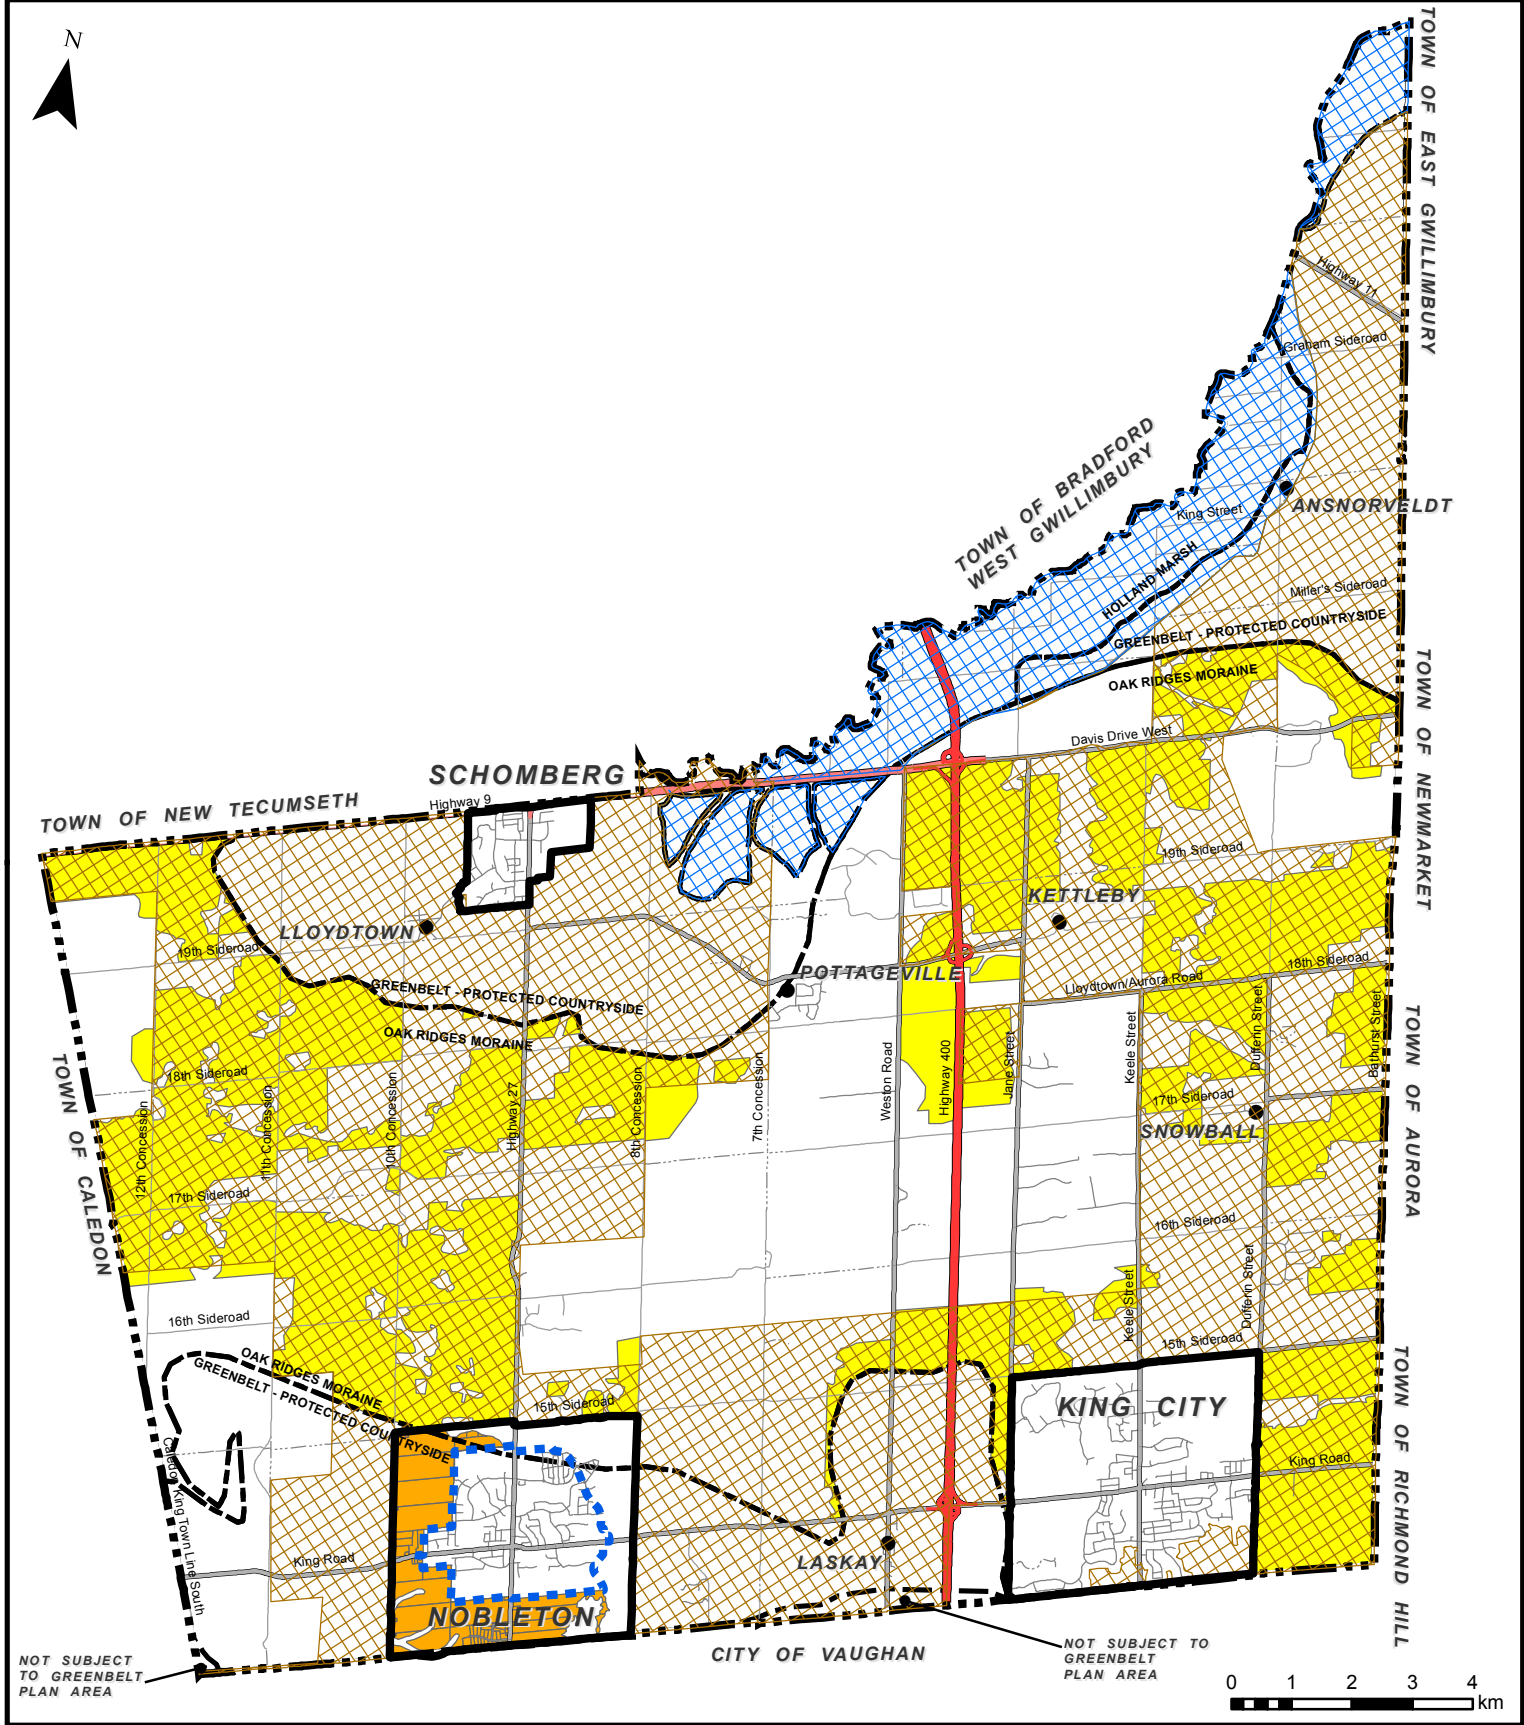 N
TOWN OF EAST GWILLIMBURY
Highway 11
Graham Sideroad
TOWN OF BRADFORD
WEST GWILLIMBURY
King Street
ANSNORVELDT
HOLLAND MARSH
Miller's Sideroad
GREENBELT - PROTECTED COUNTRYSIDE
OAK RIDGES MORAINE
TOWN OF NEWMARKET
Davis Drive West
SCHOMBERG
Highway 9
TOWN OF NEW TECUMSETH
19th Sideroad
KETTLEBY
LLOYDTOWN
19th Sideroad
POTTAGEVILLE
18th Sideroad
Lloydtown/Aurora Road
GREENBELT - PROTECTED COUNTRYSIDE
OAK RIDGES MORAINE
TOWN OF CALEDON
18th Sideroad
12th Concession
11th Concession
10th Concession
Highway 27
8th Concession
7th Concession
Weston Road
Highway 400
Jane Street
Keele Street
Dufferin Street
Bathurst Street
TOWN OF AURORA
17th Sideroad
SNOWBALL
17th Sideroad
16th Sideroad
16th Sideroad
Keele Street
Dufferin Street
15th Sideroad
OAK RIDGES MORAINE
GREENBELT - PROTECTED COUNTRYSIDE
15th Sideroad
KING CITY
TOWN OF RICHMOND HILL
King Road
Caledon King Town Line South
King Road
LASKAY
NOBLETON
CITY OF VAUGHAN
NOT SUBJECT
TO GREENBELT
PLAN AREA
NOT SUBJECT TO
GREENBELT
PLAN AREA
0 1 2 3 4
km